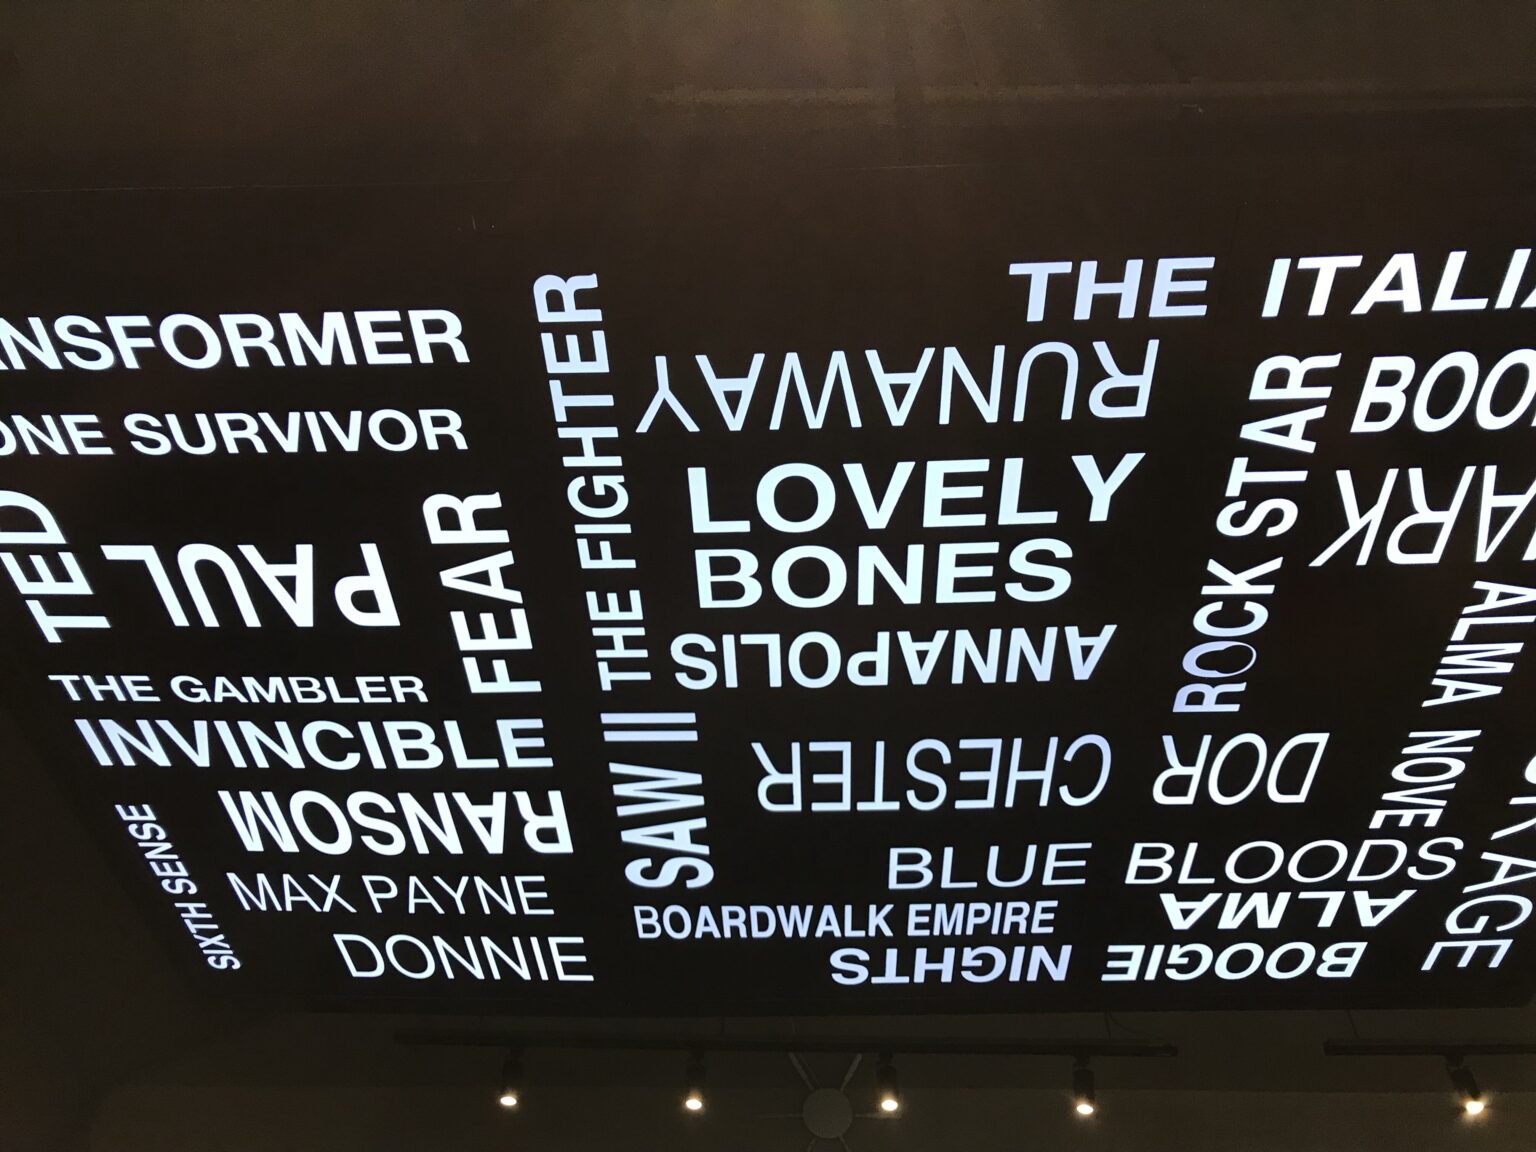 ANSFORMER
ONE SURVIVOR
TED
PAUL
FEAR
THE GAMBLER
INVINCIBLE
RANSOM
SIXTH SENSE
MAX PAYNE
DONNIE
THE FIGHTER
SAW II
THE ITALI
RUNAWAY
LOVELY
BONES
ANNAPOLIS
CHESTER
DOR
ROCK STAR
BOO
ARK
ALMA NOVE
BLUE BLOODS
ALMA
BOARDWALK EMPIRE
BOOGIE NIGHTS
AGE